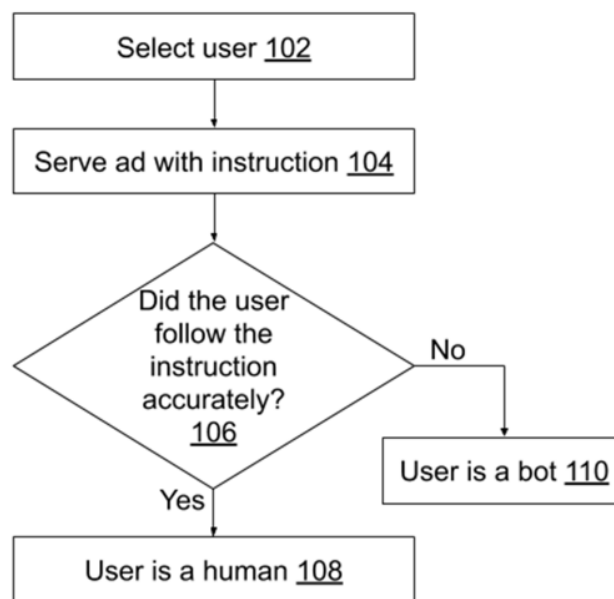 Select user 102
Serve ad with instruction 104
Did the user
follow the
instruction
accurately?
106
No
User is a bot 110
Yes
User is a human 108